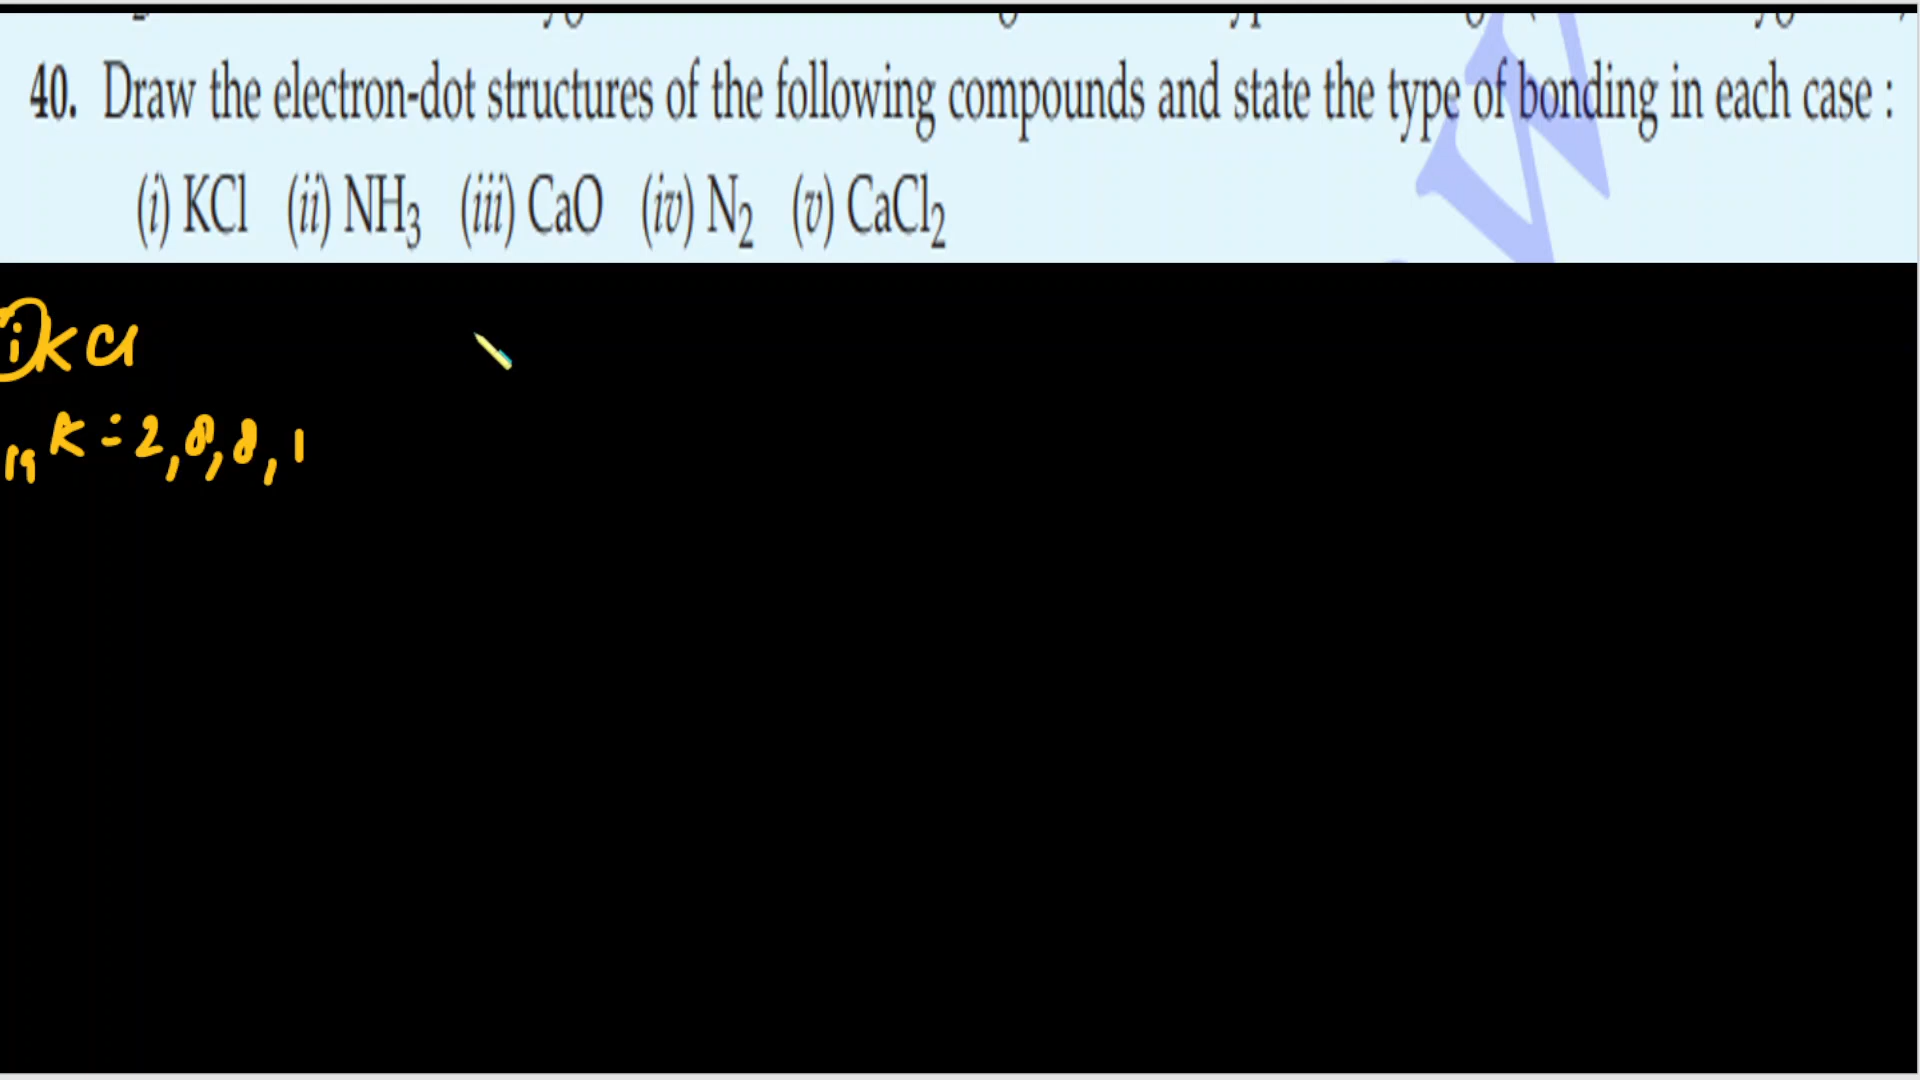 40. Draw the electron-dot structures of the following compounds and state the type of bonding in each case :
(i) KCl (ii) NH₃ (iii) CaO (iv) N₂ (v) CaCl₂
i) KCl
₁₉K = 2, 8, 8, 1